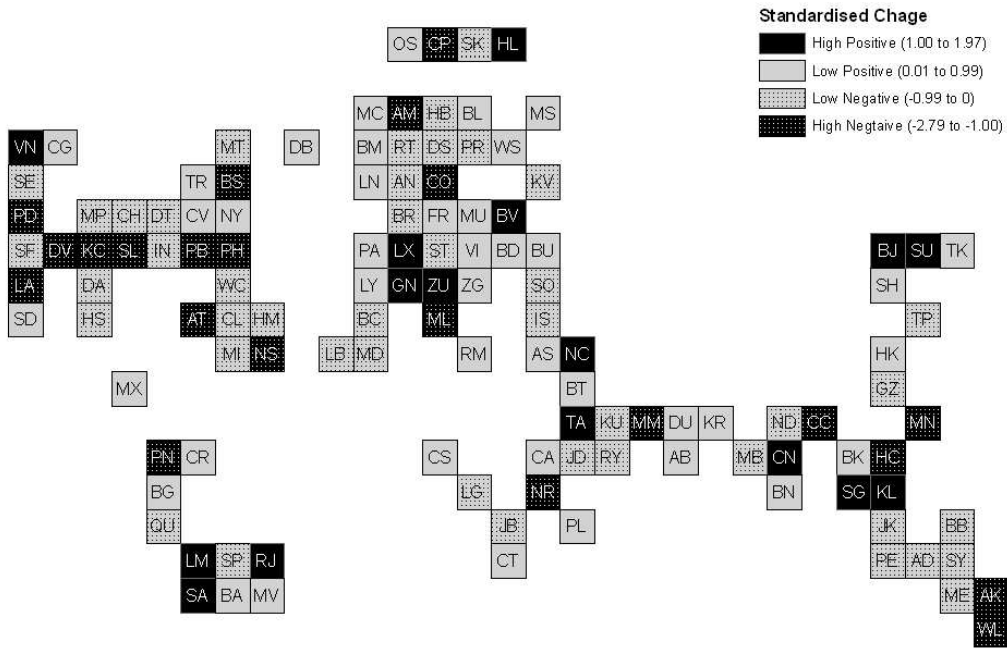 Standardised Chage
High Positive (1.00 to 1.97)
Low Positive (0.01 to 0.99)
Low Negative (-0.99 to 0)
High Negtaive (-2.79 to -1.00)
OS CP SK HL
MC AM HB BL MS
VN CG MT DB BM RT DS PR WS
SE TR BS LN AN CO KV
PD MP CH DT CV NY BR FR MU BV
SF DV KC SL IN PB PH PA LX ST VI BD BU BJ SU TK
LA DA WC LY GN ZU ZG SO SH
SD HS AT CL HM BC ML IS TP
MI NS LB MD RM AS NC HK
MX BT GZ
TA KU MM DU KR ND CC MN
PN CR CS CA JD RY AB MB CN BK HC
BG LG NR BN SG KL
QU JB PL JK BB
LM SP RJ CT PE AD SY
SA BA MV ME AK
WL